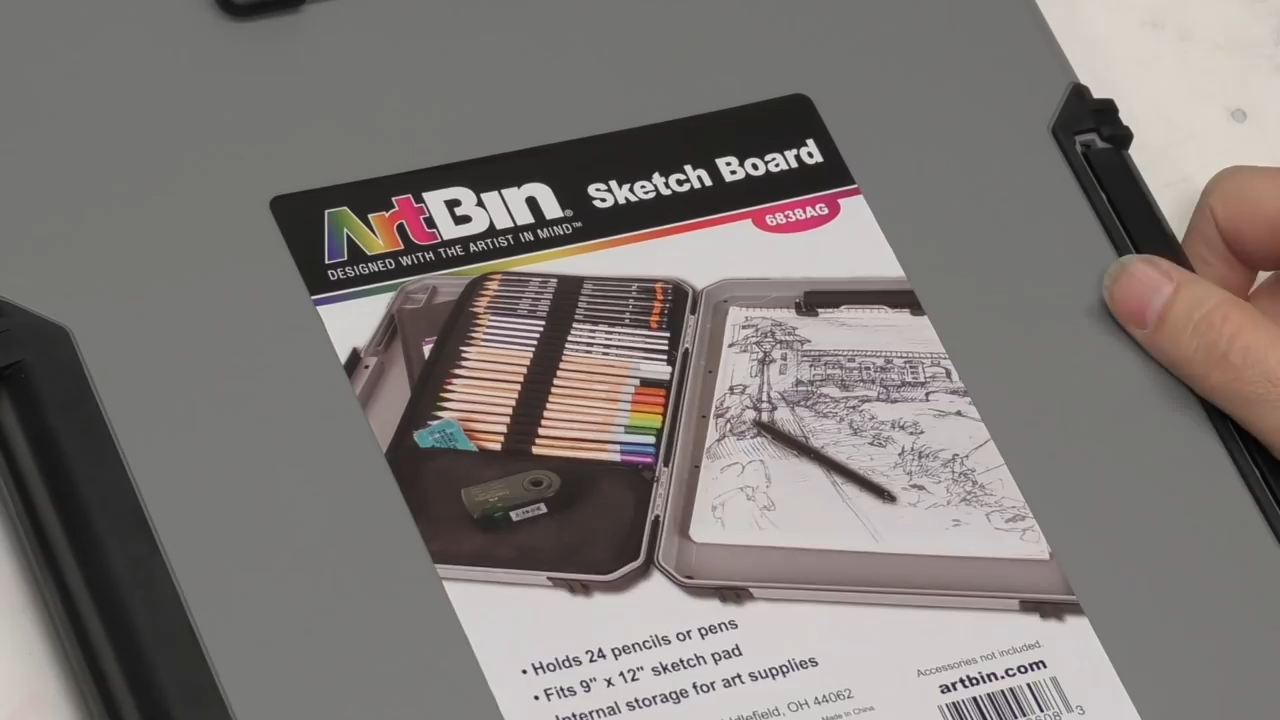 ArtBin® Sketch Board
DESIGNED WITH THE ARTIST IN MIND™
6838AG
• Holds 24 pencils or pens
• Fits 9" x 12" sketch pad
Internal storage for art supplies
Accessories not included.
artbin.com
OH 44062
Made in China
3